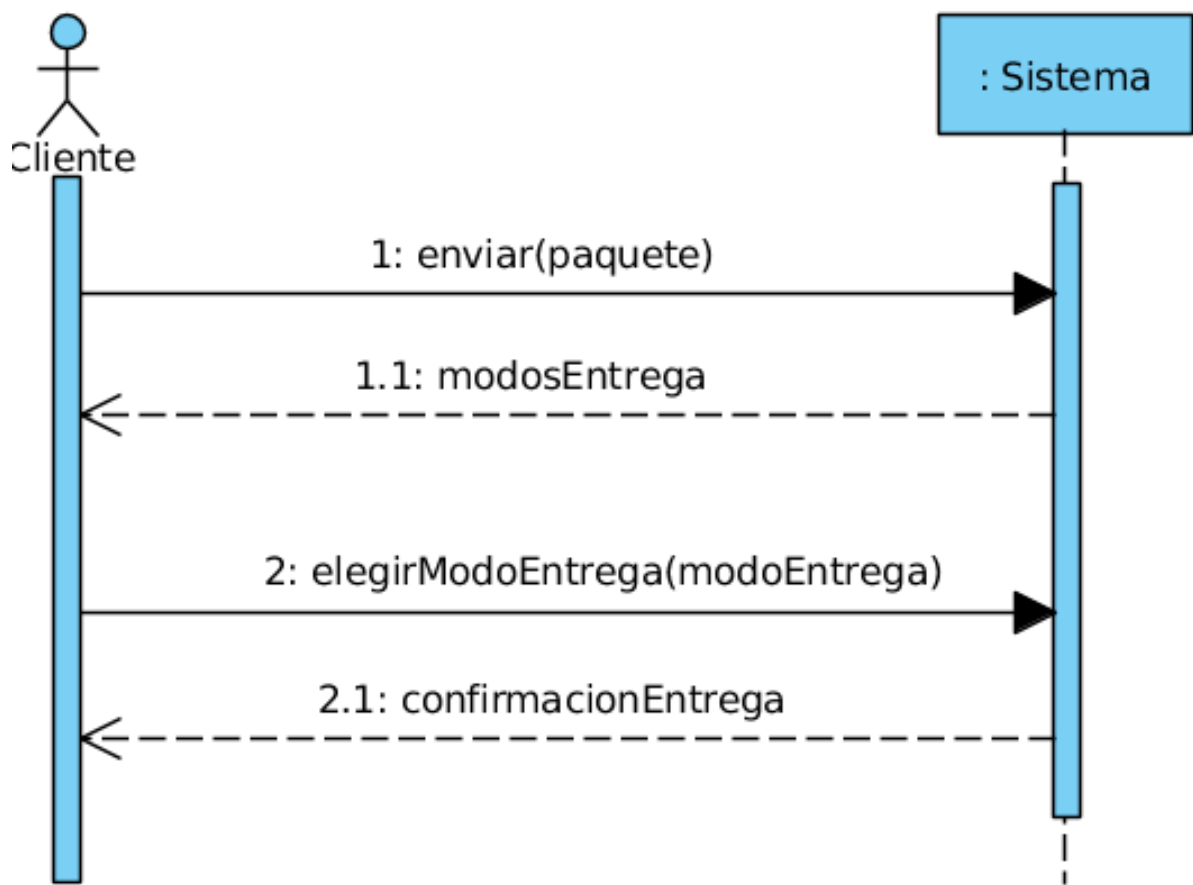 : Sistema
Cliente
1: enviar(paquete)
1.1: modosEntrega
2: elegirModoEntrega(modoEntrega)
2.1: confirmacionEntrega